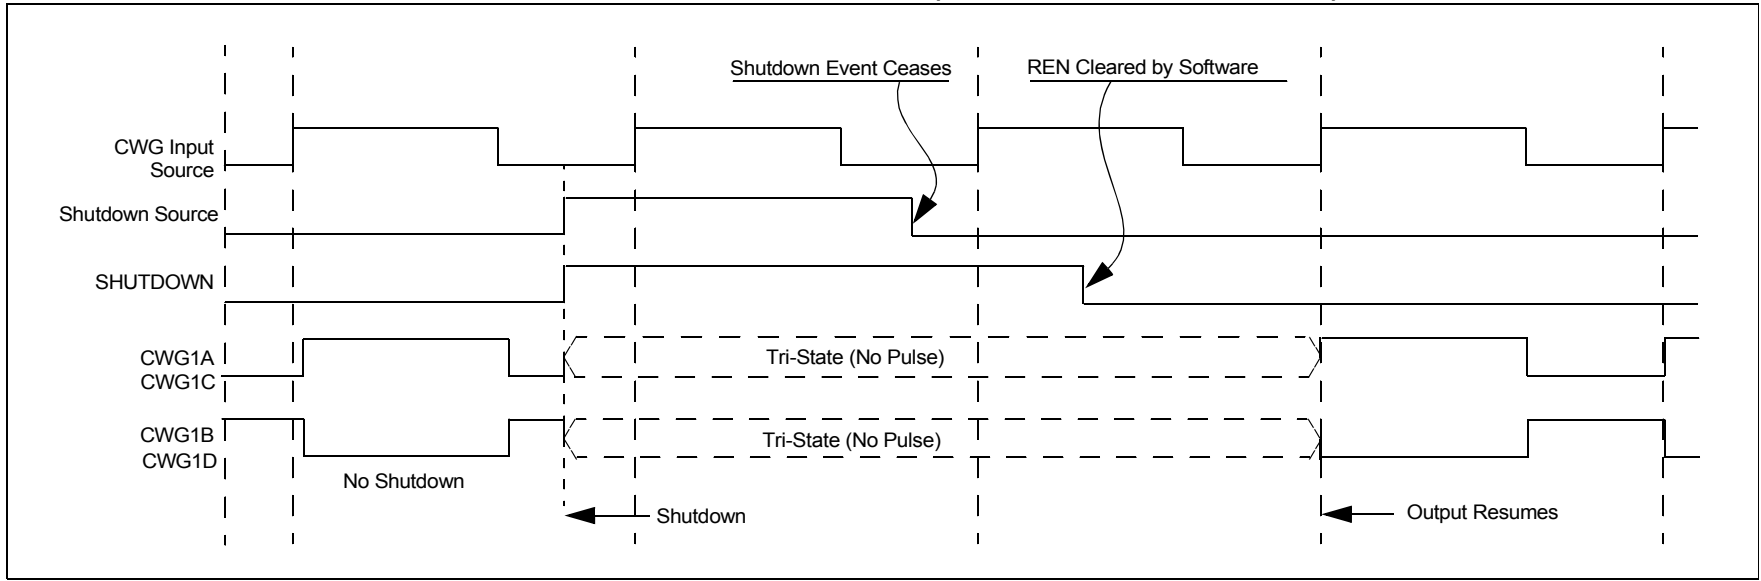 Shutdown Event Ceases
REN Cleared by Software
CWG Input
Source
Shutdown Source
SHUTDOWN
CWG1A
CWG1C
Tri-State (No Pulse)
CWG1B
CWG1D
Tri-State (No Pulse)
No Shutdown
Shutdown
Output Resumes